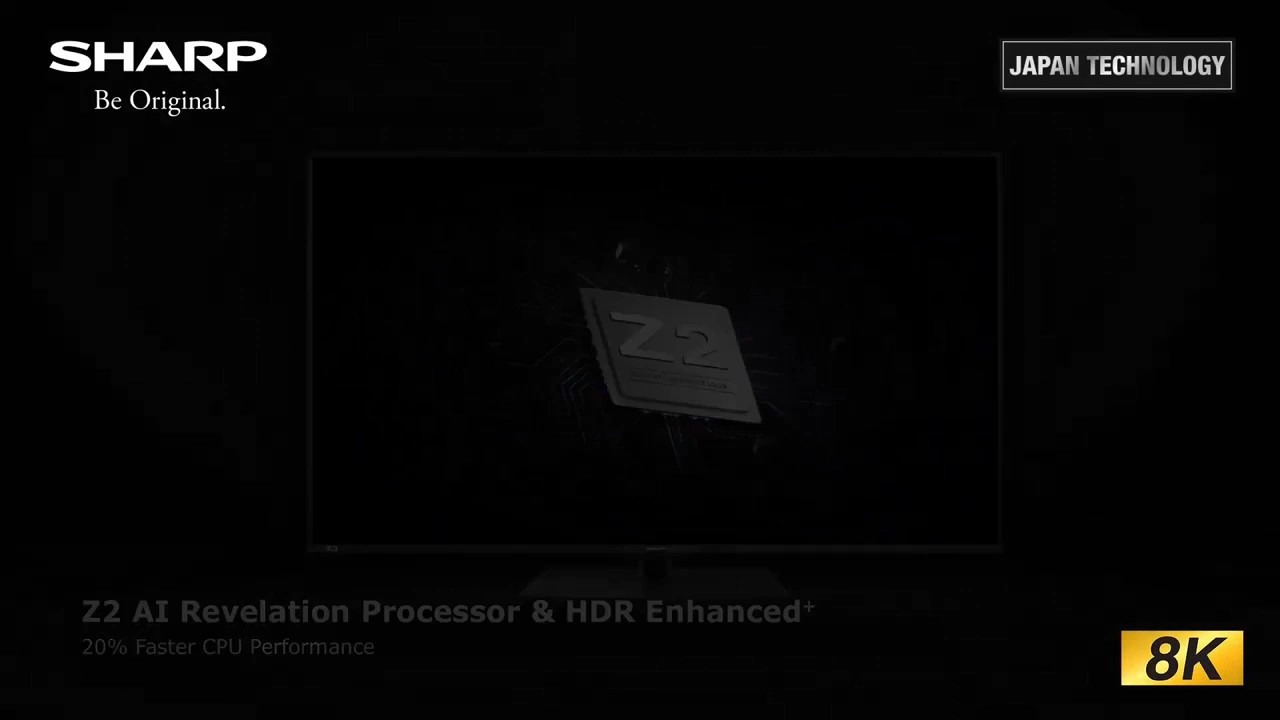 SHARP
Be Original.
JAPAN TECHNOLOGY
Z2
Z2 AI Revelation Processor & HDR Enhanced⁺
20% Faster CPU Performance
8K